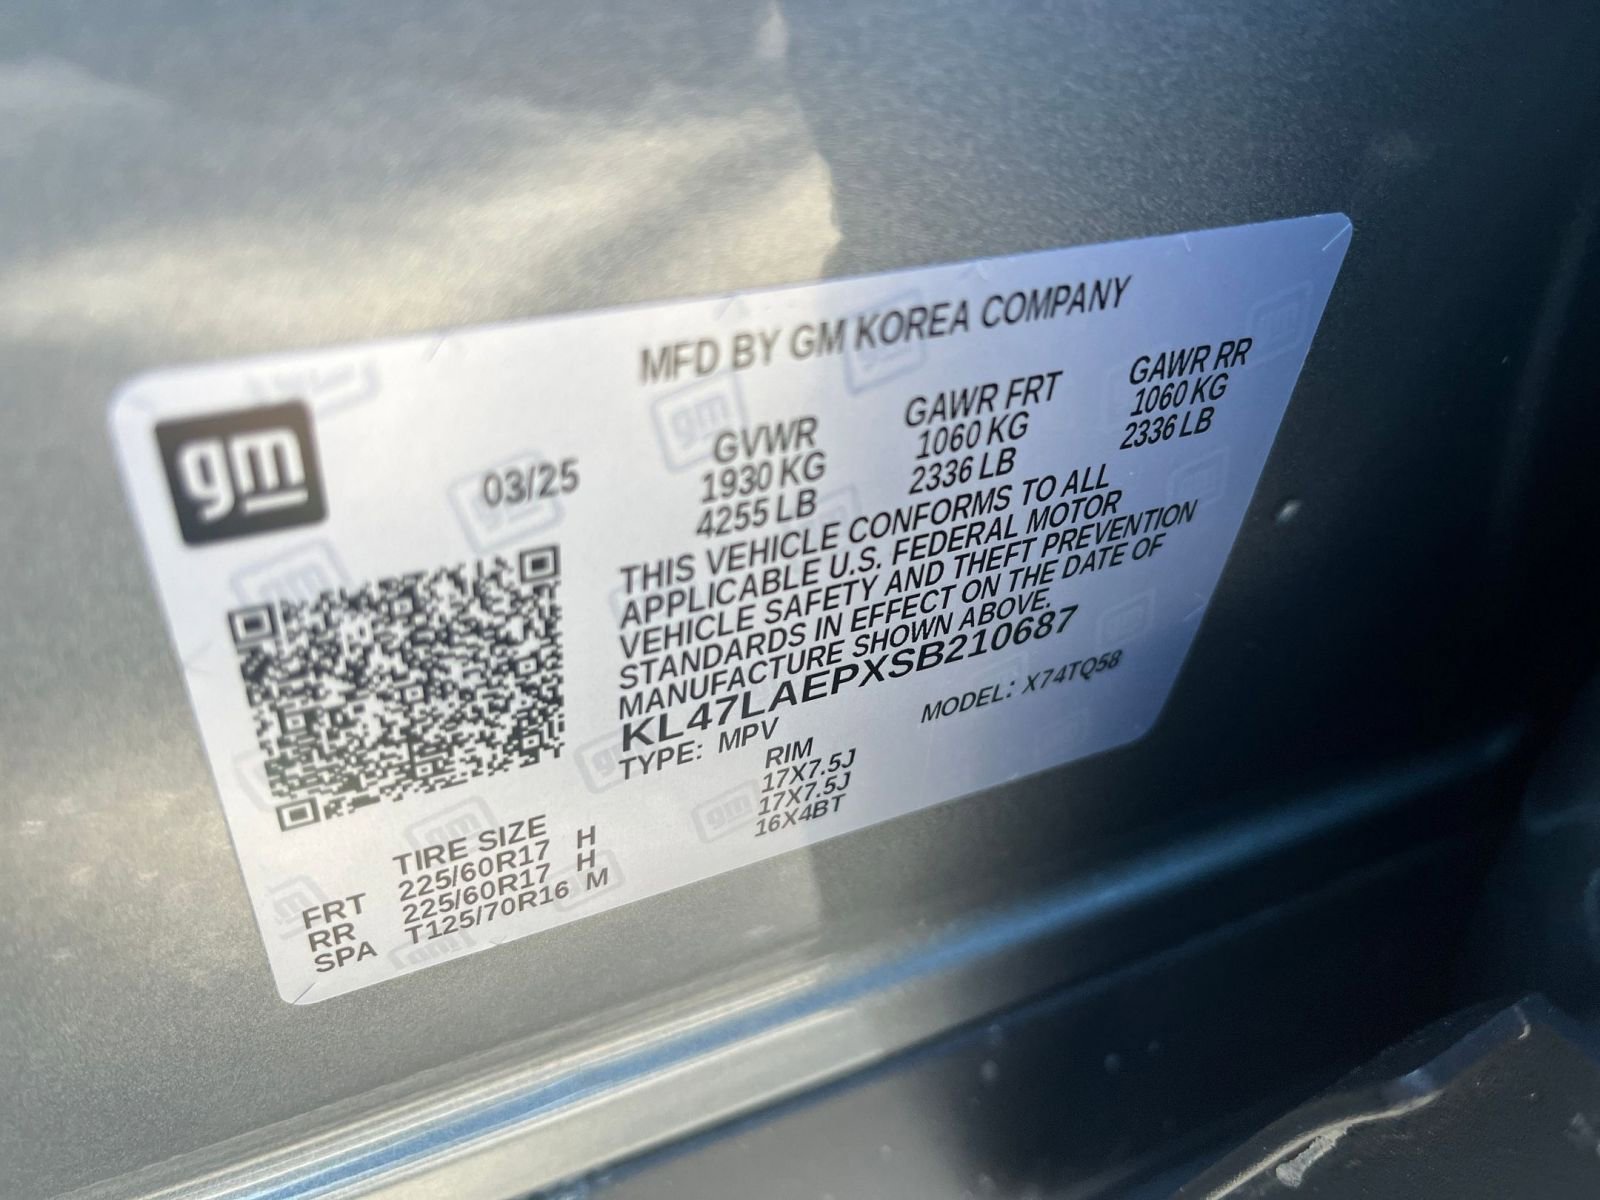 MFD BY GM KOREA COMPANY
gm
03/25
GVWR GAWR FRT GAWR RR
1930 KG 1060 KG 1060 KG
4255 LB 2336 LB 2336 LB
THIS VEHICLE CONFORMS TO ALL
APPLICABLE U.S. FEDERAL MOTOR
VEHICLE SAFETY AND THEFT PREVENTION
STANDARDS IN EFFECT ON THE DATE OF
MANUFACTURE SHOWN ABOVE.
KL47LAEPXSB210687
TYPE: MPV MODEL: X74TQ58
TIRE SIZE RIM
FRT 225/60R17 H 17X7.5J
RR 225/60R17 H 17X7.5J
SPA T125/70R16 M 16X4BT